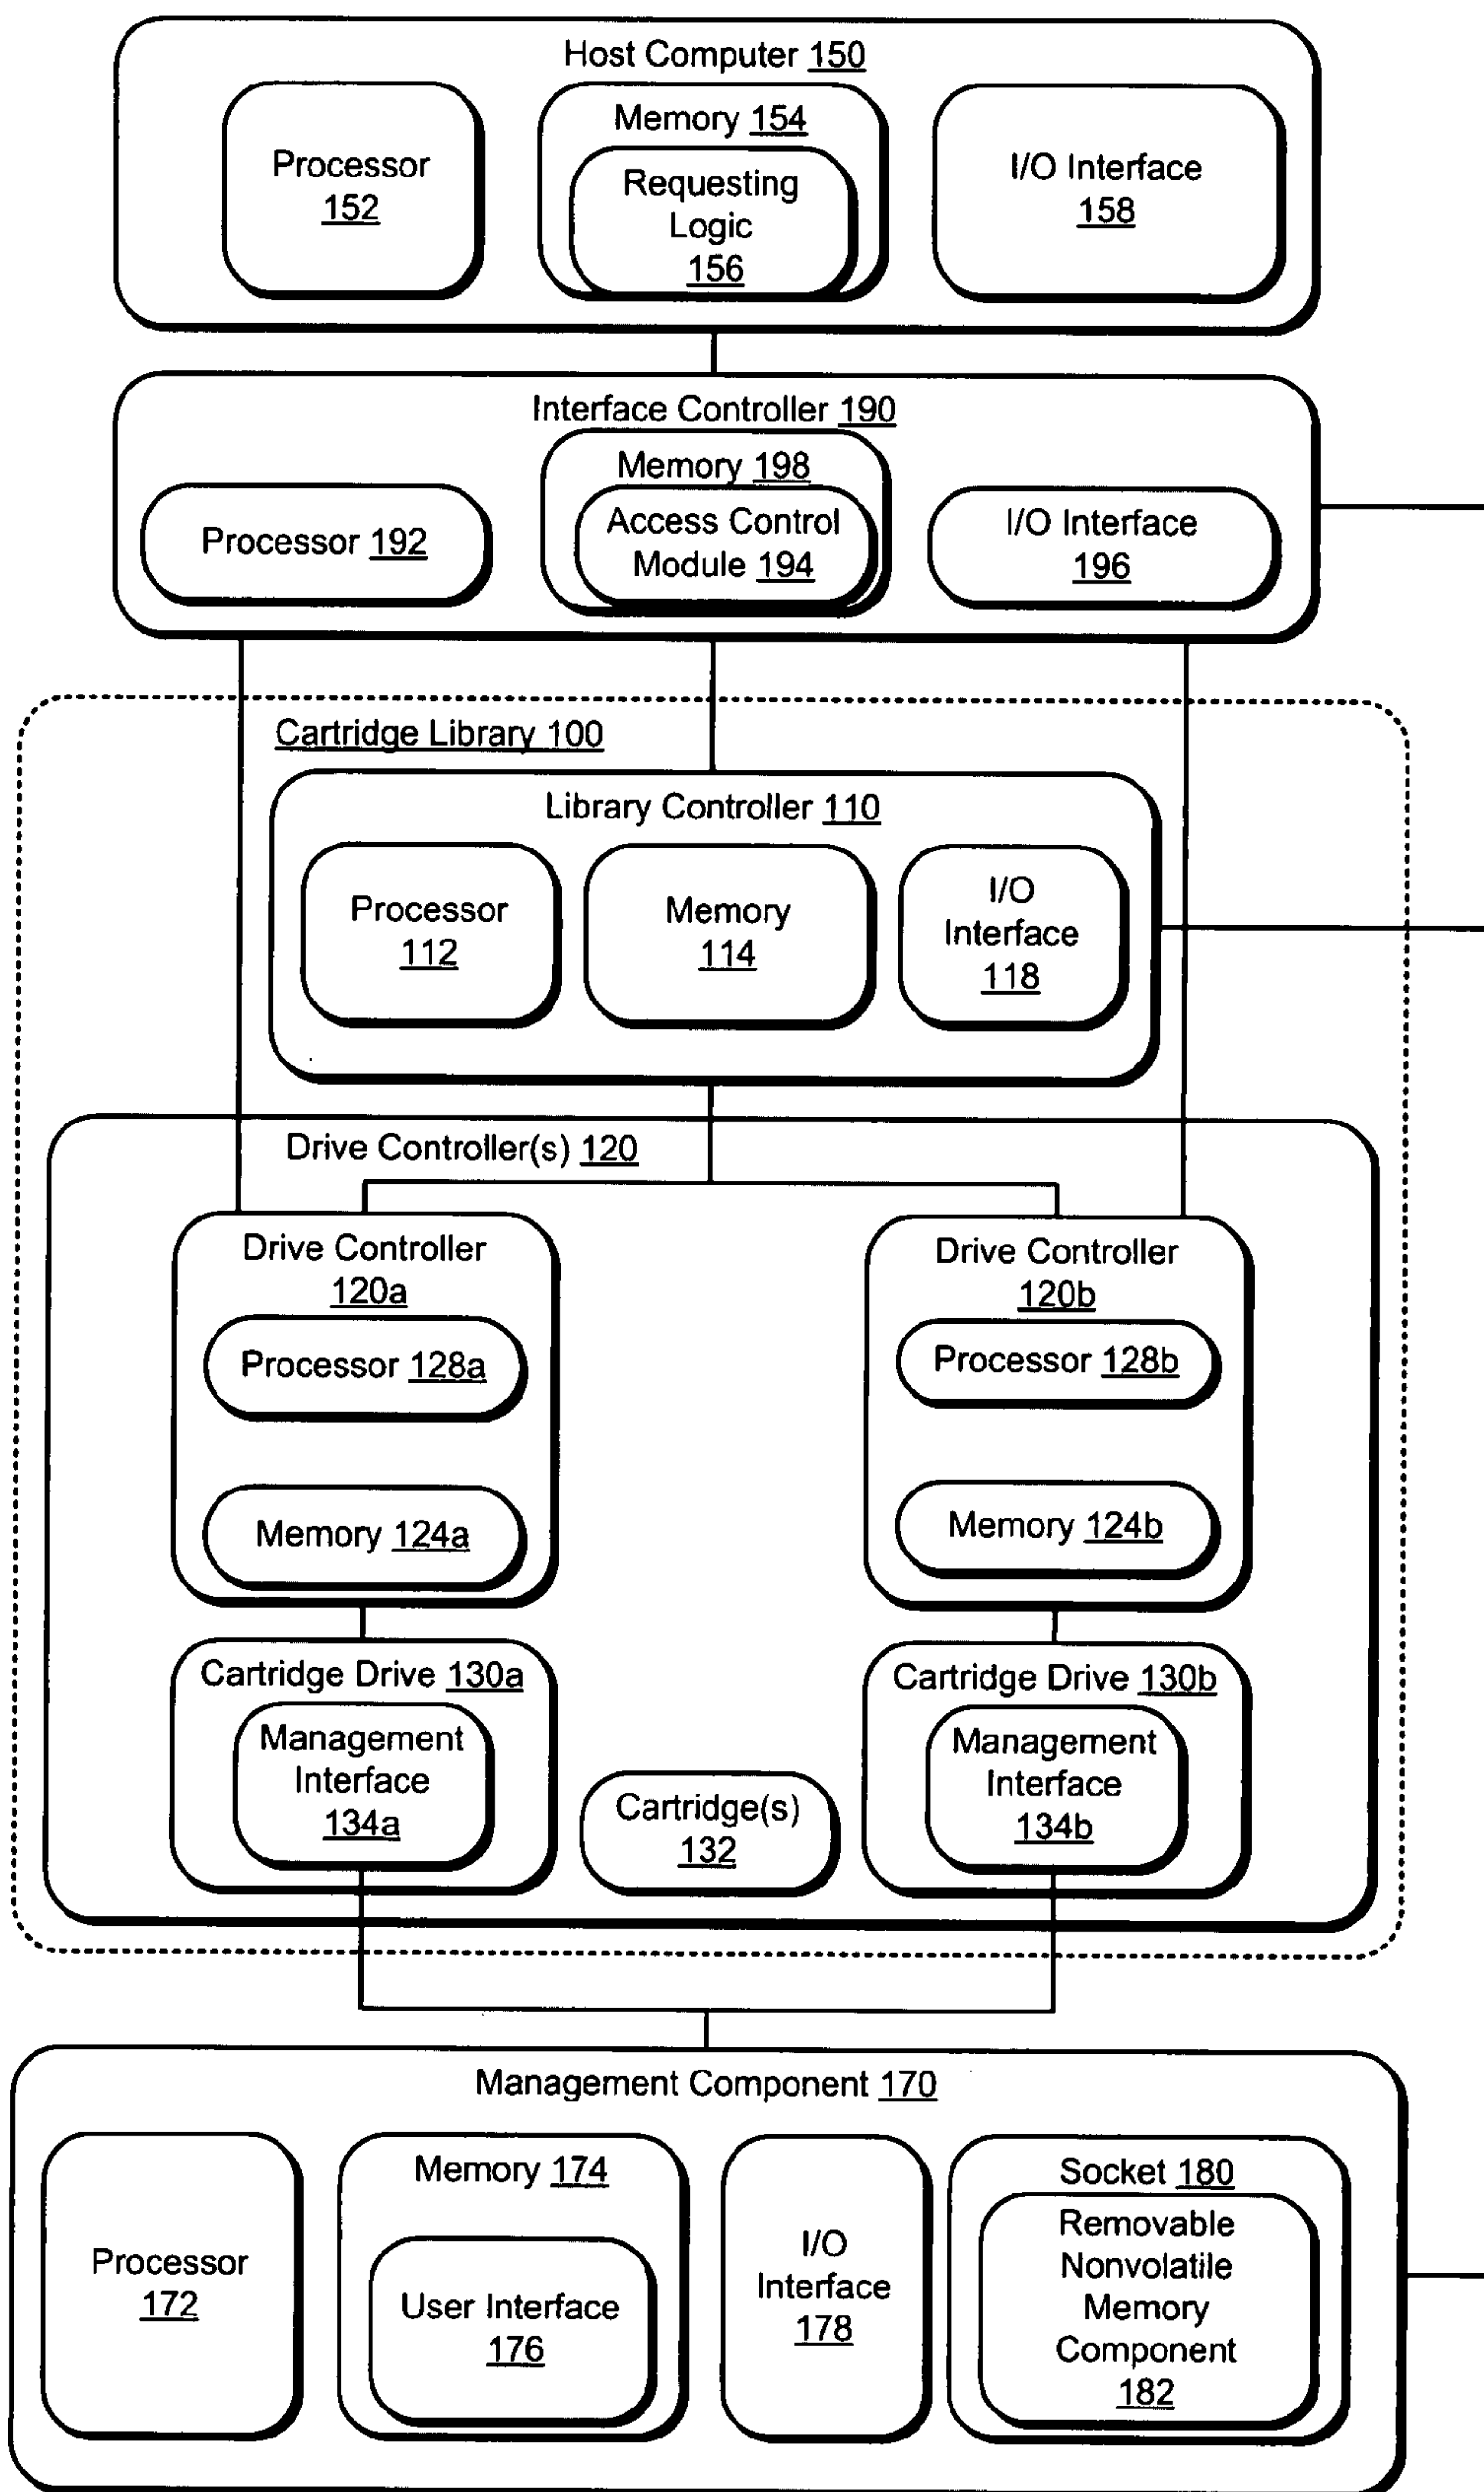 Host Computer 150
Processor
152
Memory 154
Requesting
Logic
156
I/O Interface
158
Interface Controller 190
Processor 192
Memory 198
Access Control
Module 194
I/O Interface
196
Cartridge Library 100
Library Controller 110
Processor
112
Memory
114
I/O
Interface
118
Drive Controller(s) 120
Drive Controller
120a
Processor 128a
Memory 124a
Drive Controller
120b
Processor 128b
Memory 124b
Cartridge Drive 130a
Management
Interface
134a
Cartridge(s)
132
Cartridge Drive 130b
Management
Interface
134b
Management Component 170
Processor
172
Memory 174
User Interface
176
I/O
Interface
178
Socket 180
Removable
Nonvolatile
Memory
Component
182